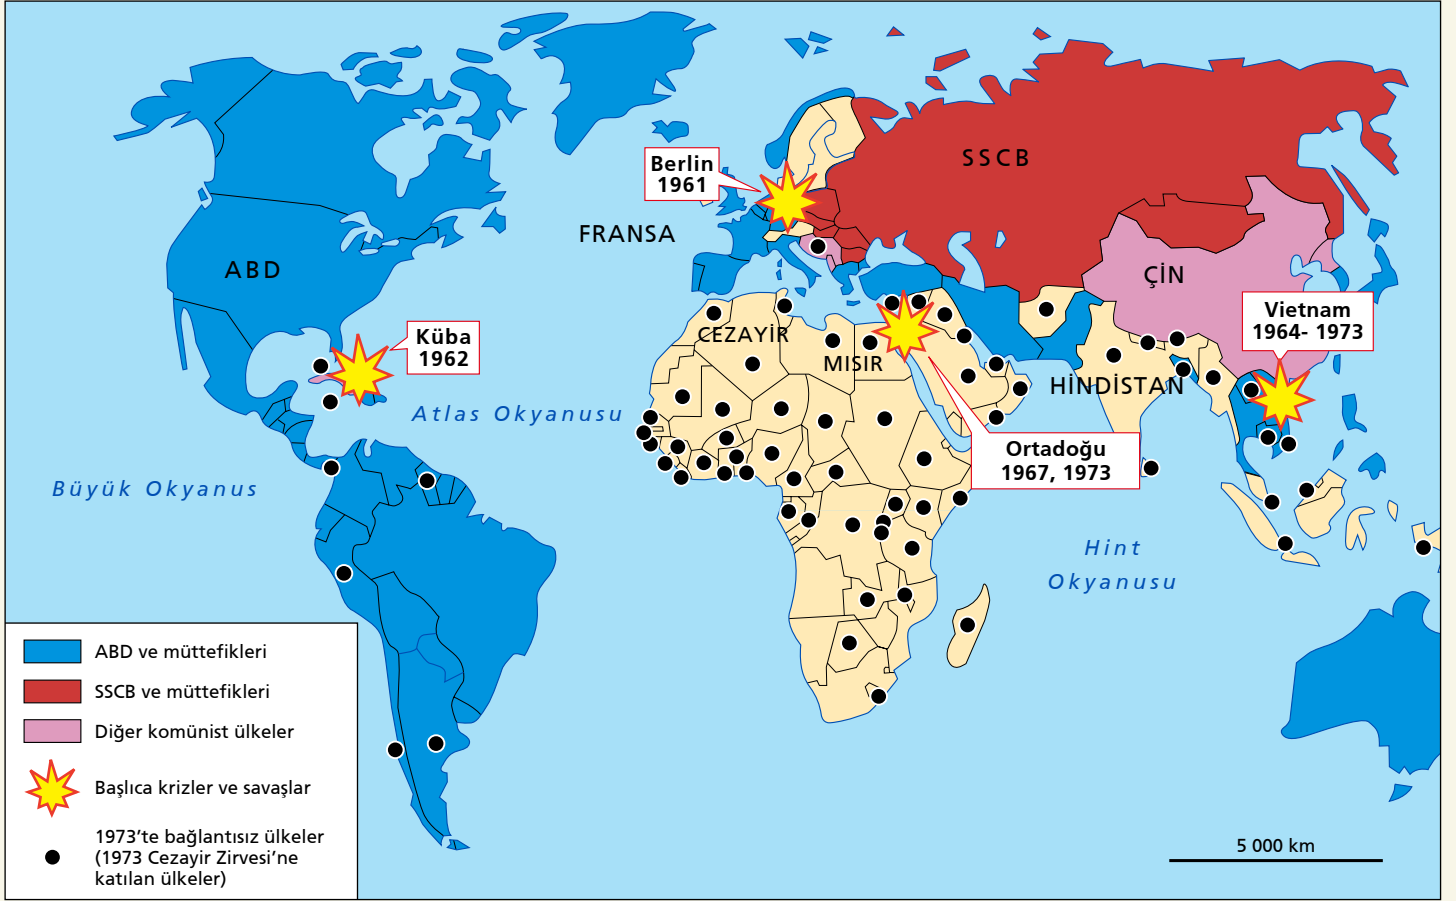 SSCB
Berlin
1961
FRANSA
ABD
ÇİN
Vietnam
1964- 1973
Küba
1962
CEZAYİR
MISIR
HİNDİSTAN
Atlas Okyanusu
Ortadoğu
1967, 1973
Büyük Okyanus
Hint
Okyanusu
ABD ve müttefikleri
SSCB ve müttefikleri
Diğer komünist ülkeler
Başlıca krizler ve savaşlar
1973’te bağlantısız ülkeler
(1973 Cezayir Zirvesi’ne
katılan ülkeler)
5 000 km